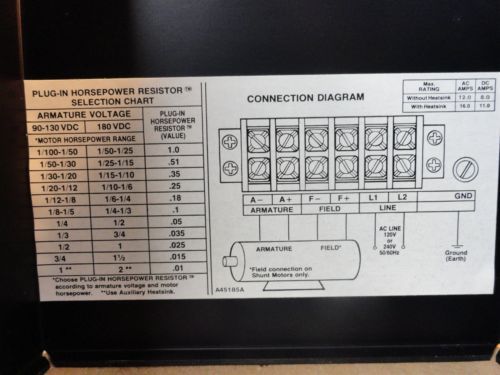 PLUG-IN HORSEPOWER RESISTOR™
SELECTION CHART
ARMATURE VOLTAGE
90-130 VDC 180 VDC
PLUG-IN
HORSEPOWER
RESISTOR™
(VALUE)
*MOTOR HORSEPOWER RANGE
1/100-1/50 1/50-1/25 1.0
1/50-1/30 1/25-1/15 .51
1/30-1/20 1/15-1/10 .35
1/20-1/12 1/10-1/6 .25
1/12-1/8 1/6-1/4 .18
1/8-1/5 1/4-1/3 .1
1/4 1/2 .05
1/3 3/4 .035
1/2 1 .025
3/4 1½ .015
1 ** 2 ** .01
*Choose PLUG-IN HORSEPOWER RESISTOR™
according to armature voltage and motor
horsepower. **Use Auxiliary Heatsink.
CONNECTION DIAGRAM
Max. RATING AC AMPS DC AMPS
Without Heatsink 12.0 8.0
With Heatsink 16.0 11.0
A− A+ F− F+ L1 L2 GND
ARMATURE FIELD LINE
ARMATURE FIELD*
*Field connection on
Shunt Motors only.
AC LINE
120V
or
240V
50/60Hz
Ground
(Earth)
A45185A